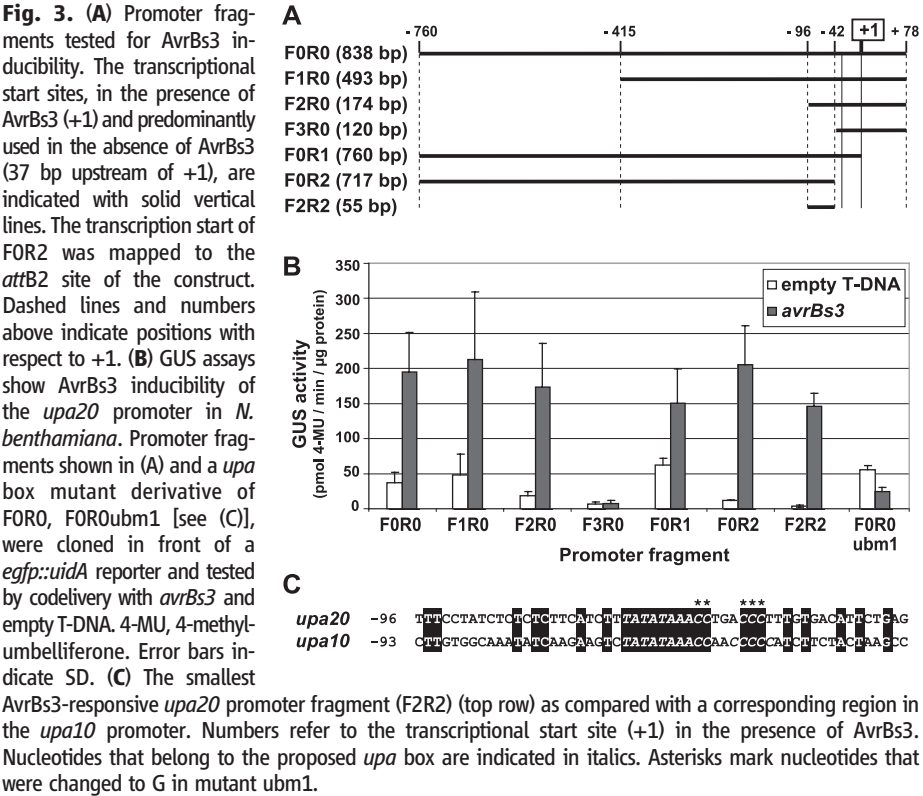 Fig. 3. (A) Promoter frag-
ments tested for AvrBs3 in-
ducibility. The transcriptional
start sites, in the presence of
AvrBs3 (+1) and predominantly
used in the absence of AvrBs3
(37 bp upstream of +1), are
indicated with solid vertical
lines. The transcription start of
F0R2 was mapped to the
attB2 site of the construct.
Dashed lines and numbers
above indicate positions with
respect to +1. (B) GUS assays
show AvrBs3 inducibility of
the upa20 promoter in N.
benthamiana. Promoter frag-
ments shown in (A) and a upa
box mutant derivative of
F0R0, F0R0ubm1 [see (C)],
were cloned in front of a
egfp::uidA reporter and tested
by codelivery with avrBs3 and
empty T-DNA. 4-MU, 4-methyl-
umbelliferone. Error bars in-
dicate SD. (C) The smallest
AvrBs3-responsive upa20 promoter fragment (F2R2) (top row) as compared with a corresponding region in
the upa10 promoter. Numbers refer to the transcriptional start site (+1) in the presence of AvrBs3.
Nucleotides that belong to the proposed upa box are indicated in italics. Asterisks mark nucleotides that
were changed to G in mutant ubm1.
A
-760 -415 -96 -42 +1 +78
F0R0 (838 bp)
F1R0 (493 bp)
F2R0 (174 bp)
F3R0 (120 bp)
F0R1 (760 bp)
F0R2 (717 bp)
F2R2 (55 bp)
B
GUS activity
(pmol 4-MU / min / µg protein)
350
300
250
200
150
100
50
0
empty T-DNA
avrBs3
F0R0 F1R0 F2R0 F3R0 F0R1 F0R2 F2R2 F0R0
ubm1
Promoter fragment
C
** ***
upa20 -96 TTTCCTATCTCTCTCTTCATCTTTATATAAACCTGACCCTTTGTGACATTCTGAG
upa10 -93 CTTGTGGCAAATATCAAGAAGTCTATATAAACCAACCCCCATCTTCTACTAAGCC